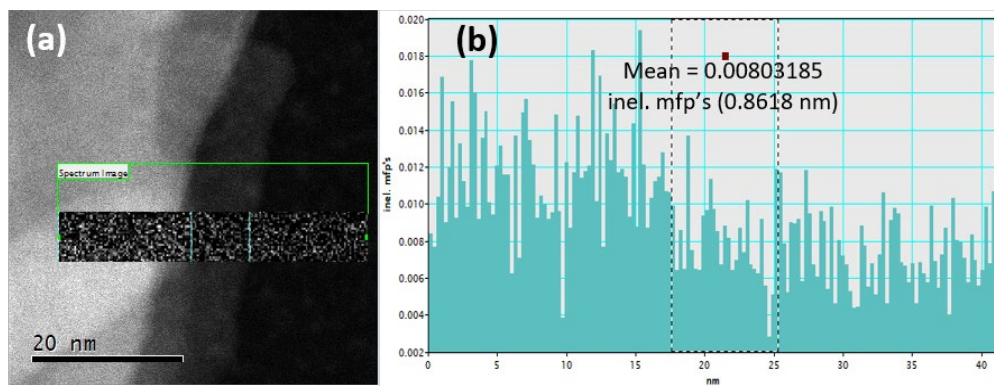 (a)
Spectrum Image
20 nm
(b)
Mean = 0.00803185
inel. mfp's (0.8618 nm)
inel. mfp's
0.020
0.018
0.016
0.014
0.012
0.010
0.008
0.006
0.004
0.002
0 5 10 15 20 25 30 35 40
nm